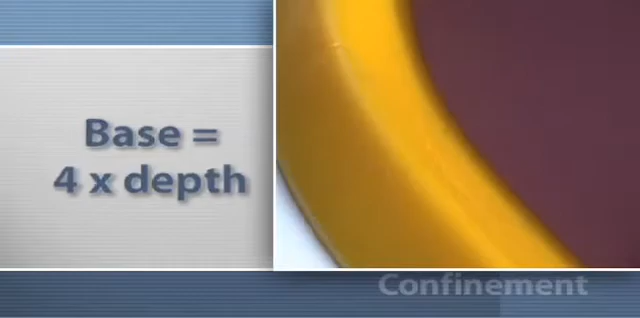 Base =
4 x depth
Confinement